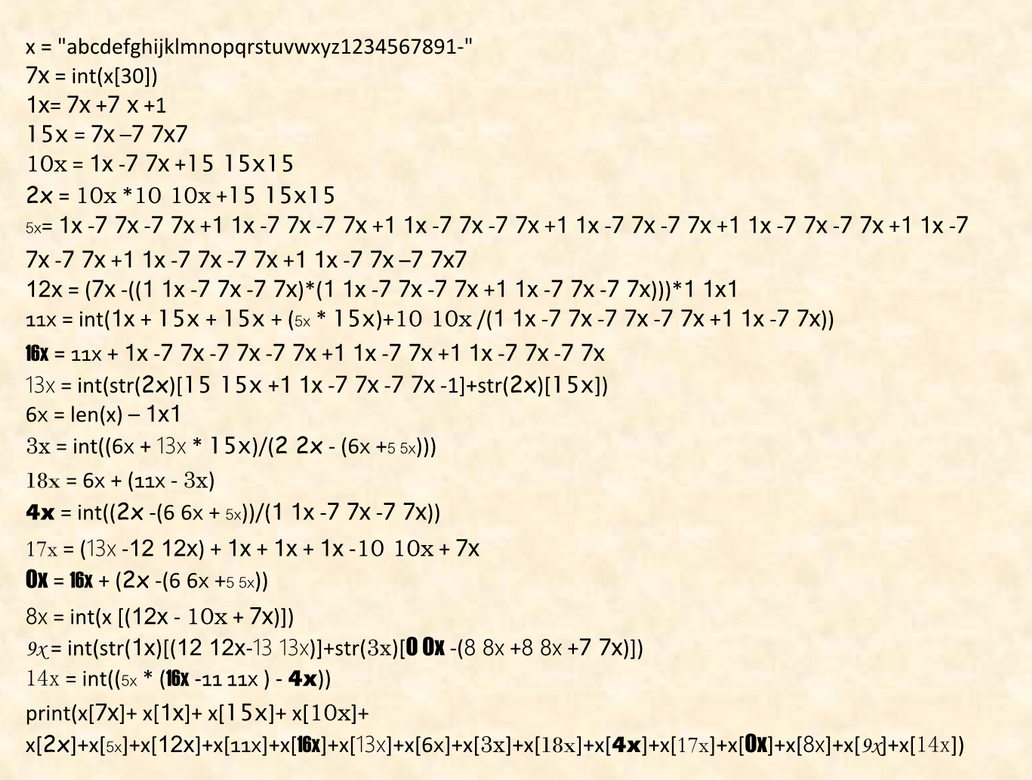 x = "abcdefghijklmnopqrstuvwxyz1234567891-"
7x = int(x[30])
1x= 7x +7 x +1
15x = 7x –7 7x7
10x = 1x -7 7x +15 15x15
2x = 10x *10 10x +15 15x15
5x= 1x -7 7x -7 7x +1 1x -7 7x -7 7x +1 1x -7 7x -7 7x +1 1x -7 7x -7 7x +1 1x -7 7x -7 7x +1 1x -7
7x -7 7x +1 1x -7 7x -7 7x +1 1x -7 7x –7 7x7
12x = (7x -((1 1x -7 7x -7 7x)*(1 1x -7 7x -7 7x +1 1x -7 7x -7 7x)))*1 1x1
11x = int(1x + 15x + 15x + (5x * 15x)+10 10x /(1 1x -7 7x -7 7x -7 7x +1 1x -7 7x))
16x = 11x + 1x -7 7x -7 7x -7 7x +1 1x -7 7x +1 1x -7 7x -7 7x
13x = int(str(2x)[15 15x +1 1x -7 7x -7 7x -1]+str(2x)[15x])
6x = len(x) – 1x1
3x = int((6x + 13x * 15x)/(2 2x - (6x +5 5x)))
18x = 6x + (11x - 3x)
4x = int((2x -(6 6x + 5x))/(1 1x -7 7x -7 7x))
17x = (13x -12 12x) + 1x + 1x + 1x -10 10x + 7x
0x = 16x + (2x -(6 6x +5 5x))
8x = int(x [(12x - 10x + 7x)])
9x= int(str(1x)[(12 12x-13 13x)]+str(3x)[0 0x -(8 8x +8 8x +7 7x)])
14x = int((5x * (16x -11 11x ) - 4x))
print(x[7x]+ x[1x]+ x[15x]+ x[10x]+
x[2x]+x[5x]+x[12x]+x[11x]+x[16x]+x[13x]+x[6x]+x[3x]+x[18x]+x[4x]+x[17x]+x[0x]+x[8x]+x[9x]+x[14x])